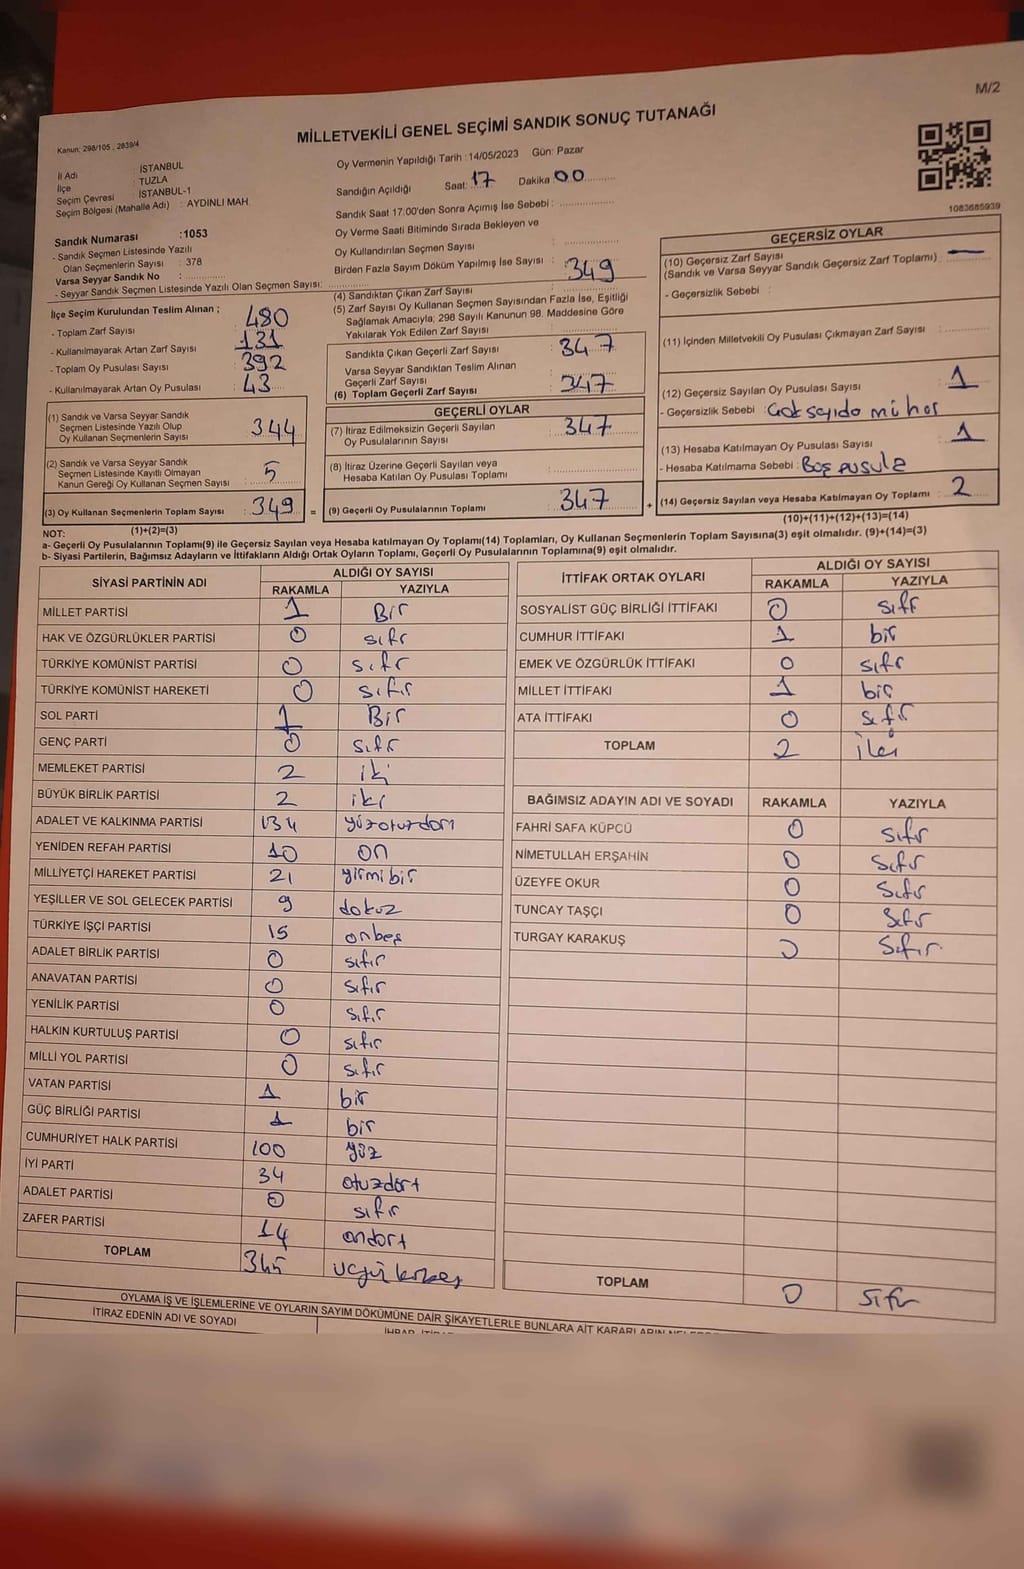 M/2
MİLLETVEKİLİ GENEL SEÇİMİ SANDIK SONUÇ TUTANAĞI
Kanun: 298/105 , 2839/4
İl Adı : İSTANBUL
İlçe : TUZLA
Seçim Çevresi : İSTANBUL-1
Seçim Bölgesi (Mahalle Adı) : AYDINLI MAH.
Sandık Numarası :1053
- Sandık Seçmen Listesinde Yazılı
Olan Seçmenlerin Sayısı : 378
Varsa Seyyar Sandık No :
- Seyyar Sandık Seçmen Listesinde Yazılı Olan Seçmen Sayısı:
Oy Vermenin Yapıldığı Tarih : 14/05/2023 Gün: Pazar
Sandığın Açıldığı Saat: 17 Dakika 00
Sandık Saat 17:00'den Sonra Açımış İse Sebebi :
Oy Verme Saati Bitiminde Sırada Bekleyen ve
Oy Kullandırılan Seçmen Sayısı :
Birden Fazla Sayım Döküm Yapılmış İse Sayısı :
1083685939
İlçe Seçim Kurulundan Teslim Alınan ;
- Toplam Zarf Sayısı : 480
- Kullanılmayarak Artan Zarf Sayısı : 131
- Toplam Oy Pusulası Sayısı : 392
- Kullanılmayarak Artan Oy Pusulası : 43
(1) Sandık ve Varsa Seyyar Sandık
Seçmen Listesinde Yazılı Olup
Oy Kullanan Seçmenlerin Sayısı : 344
(2) Sandık ve Varsa Seyyar Sandık
Seçmen Listesinde Kayıtlı Olmayan
Kanun Gereği Oy Kullanan Seçmen Sayısı : 5
(3) Oy Kullanan Seçmenlerin Toplam Sayısı : 349
(4) Sandıktan Çıkan Zarf Sayısı : 349
(5) Zarf Sayısı Oy Kullanan Seçmen Sayısından Fazla İse, Eşitliği
Sağlamak Amacıyla; 298 Sayılı Kanunun 98. Maddesine Göre
Yakılarak Yok Edilen Zarf Sayısı :
Sandıkta Çıkan Geçerli Zarf Sayısı : 347
Varsa Seyyar Sandıktan Teslim Alınan
Geçerli Zarf Sayısı :
(6) Toplam Geçerli Zarf Sayısı : 347
GEÇERLİ OYLAR
(7) İtiraz Edilmeksizin Geçerli Sayılan
Oy Pusulalarının Sayısı : 347
(8) İtiraz Üzerine Geçerli Sayılan veya
Hesaba Katılan Oy Pusulası Toplamı :
= (9) Geçerli Oy Pusulalarının Toplamı : 347 +
GEÇERSİZ OYLAR
(10) Geçersiz Zarf Sayısı
(Sandık ve Varsa Seyyar Sandık Geçersiz Zarf Toplamı) : —
- Geçersizlik Sebebi :
(11) İçinden Milletvekili Oy Pusulası Çıkmayan Zarf Sayısı :
(12) Geçersiz Sayılan Oy Pusulası Sayısı : 1
- Geçersizlik Sebebi :
(13) Hesaba Katılmayan Oy Pusulası Sayısı : 1
- Hesaba Katılmama Sebebi : Boş pusula
(14) Geçersiz Sayılan veya Hesaba Katılmayan Oy Toplamı : 2
NOT: (1)+(2)=(3)
(10)+(11)+(12)+(13)=(14)
a- Geçerli Oy Pusulalarının Toplamı(9) ile Geçersiz Sayılan veya Hesaba katılmayan Oy Toplamı(14) Toplamları, Oy Kullanan Seçmenlerin Toplam Sayısına(3) eşit olmalıdır. (9)+(14)=(3)
b- Siyasi Partilerin, Bağımsız Adayların ve İttifakların Aldığı Ortak Oyların Toplamı, Geçerli Oy Pusulalarının Toplamına(9) eşit olmalıdır.
SİYASİ PARTİNİN ADI ALDIĞI OY SAYISI
RAKAMLA YAZIYLA
MİLLET PARTİSİ 1 Bir
HAK VE ÖZGÜRLÜKLER PARTİSİ 0 sıfır
TÜRKİYE KOMÜNİST PARTİSİ 0 sıfır
TÜRKİYE KOMÜNİST HAREKETİ 0 sıfır
SOL PARTİ 1 Bir
GENÇ PARTİ 0 sıfır
MEMLEKET PARTİSİ 2 iki
BÜYÜK BİRLİK PARTİSİ 2 iki
ADALET VE KALKINMA PARTİSİ 134 yüzotuzdört
YENİDEN REFAH PARTİSİ 10 on
MİLLİYETÇİ HAREKET PARTİSİ 21 yirmibir
YEŞİLLER VE SOL GELECEK PARTİSİ 9 dokuz
TÜRKİYE İŞÇİ PARTİSİ 15 onbeş
ADALET BİRLİK PARTİSİ 0 sıfır
ANAVATAN PARTİSİ 0 sıfır
YENİLİK PARTİSİ 0 sıfır
HALKIN KURTULUŞ PARTİSİ 0 sıfır
MİLLİ YOL PARTİSİ 0 sıfır
VATAN PARTİSİ 1 bir
GÜÇ BİRLİĞİ PARTİSİ 1 bir
CUMHURİYET HALK PARTİSİ 100 yüz
İYİ PARTİ 34 otuzdört
ADALET PARTİSİ 0 sıfır
ZAFER PARTİSİ 14 ondört
TOPLAM 345
İTTİFAK ORTAK OYLARI ALDIĞI OY SAYISI
RAKAMLA YAZIYLA
SOSYALİST GÜÇ BİRLİĞİ İTTİFAKI 0 sıfır
CUMHUR İTTİFAKI 1 bir
EMEK VE ÖZGÜRLÜK İTTİFAKI 0 sıfır
MİLLET İTTİFAKI 1 bir
ATA İTTİFAKI 0 sıfır
TOPLAM 2 iki
BAĞIMSIZ ADAYIN ADI VE SOYADI RAKAMLA YAZIYLA
FAHRİ SAFA KÜPCÜ 0 sıfır
NİMETULLAH ERŞAHİN 0 sıfır
ÜZEYFE OKUR 0 sıfır
TUNCAY TAŞÇI 0 sıfır
TURGAY KARAKUŞ 0 sıfır
TOPLAM 0 sıfır
OYLAMA İŞ VE İŞLEMLERİNE VE OYLARIN SAYIM DÖKÜMÜNE DAİR ŞİKAYETLERLE BUNLARA AİT KARARLARIN
İTİRAZ EDENİN ADI VE SOYADI